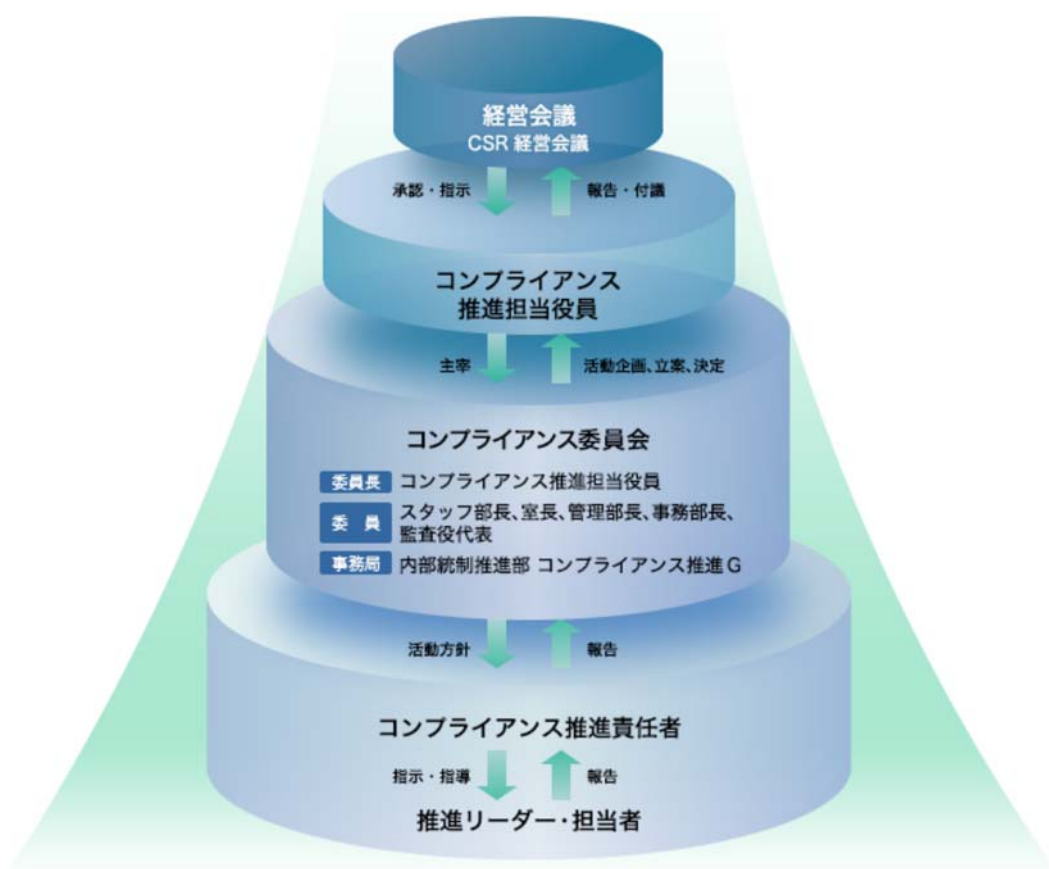 経営会議
CSR 経営会議
承認・指示
報告・付議
コンプライアンス
推進担当役員
主宰
活動企画、立案、決定
コンプライアンス委員会
委員長 コンプライアンス推進担当役員
委 員 スタッフ部長、室長、管理部長、事務部長、
監査役代表
事務局 内部統制推進部 コンプライアンス推進G
活動方針
報告
コンプライアンス推進責任者
指示・指導
報告
推進リーダー・担当者